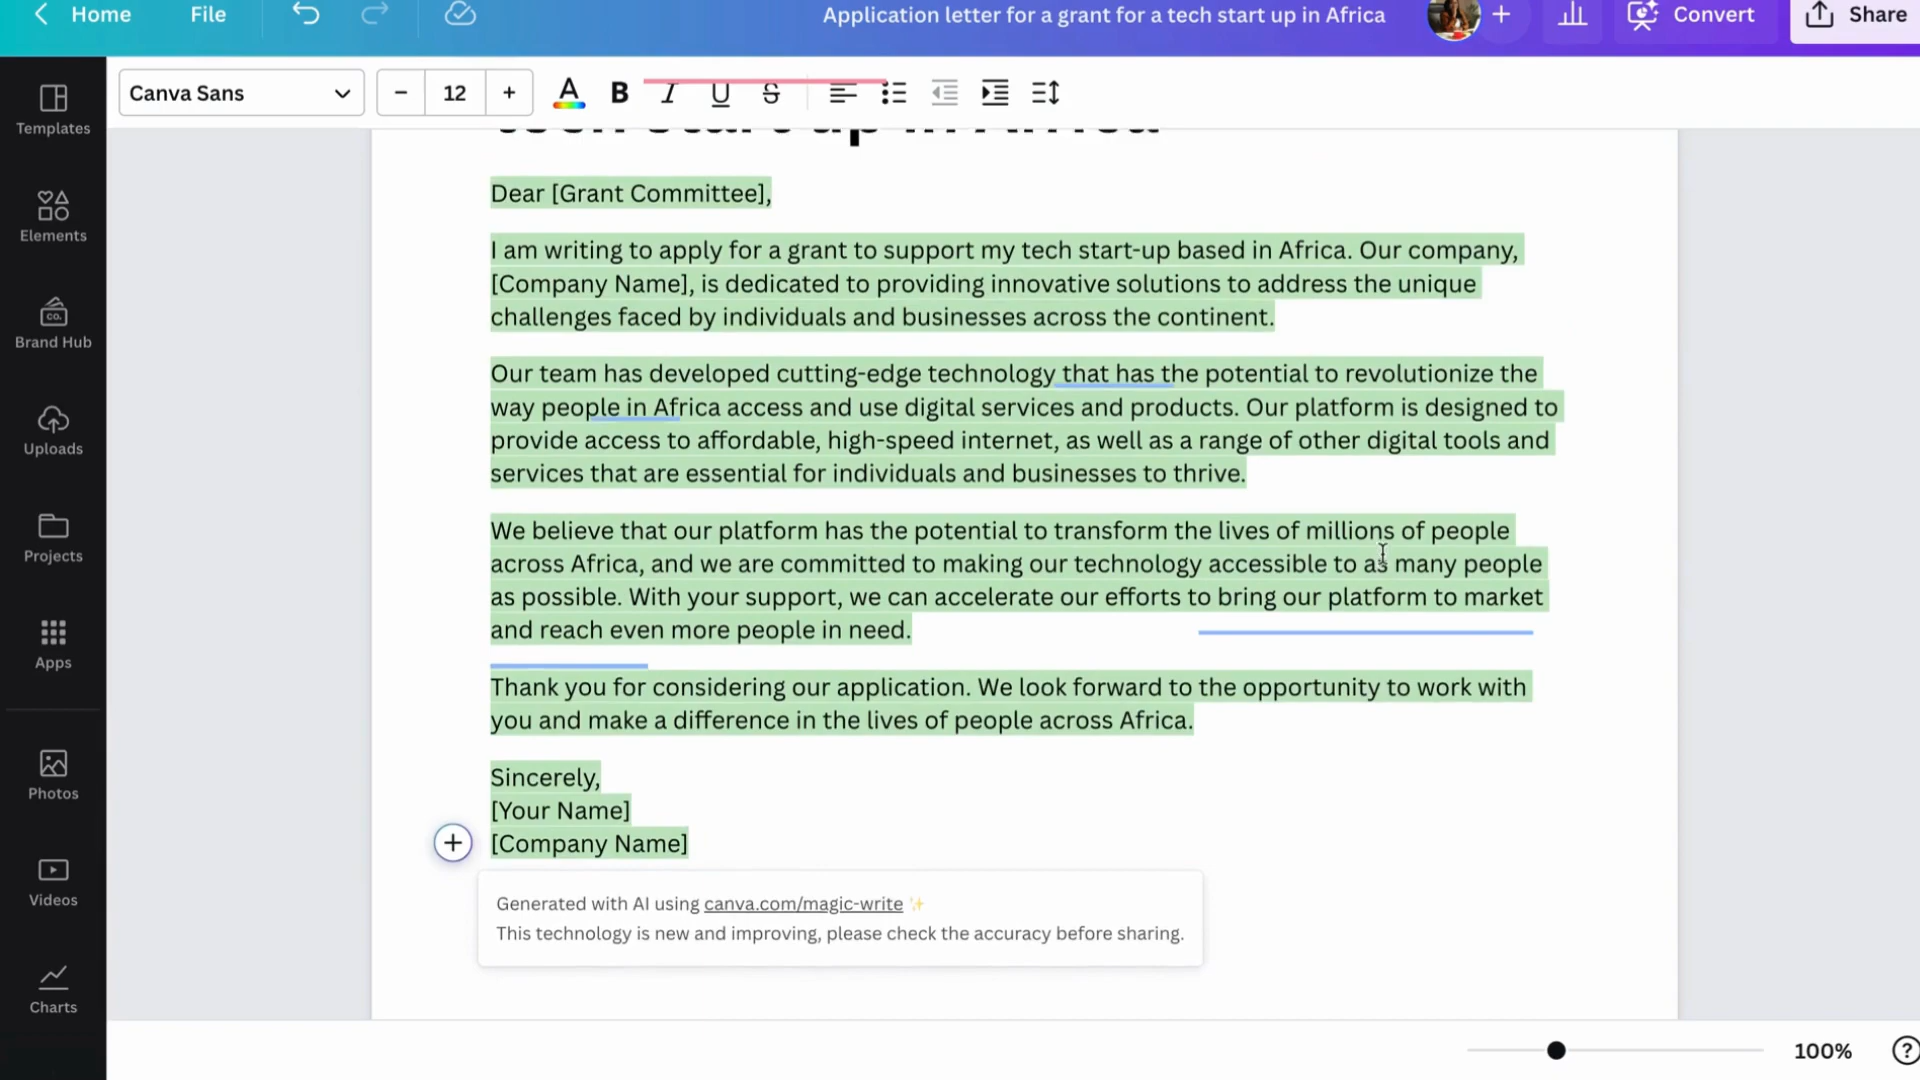 Home
File
Application letter for a grant for a tech start up in Africa
Convert
Share
Canva Sans
12
A
B
I
U
S
Templates
Elements
Brand Hub
Uploads
Projects
Apps
Photos
Videos
Charts
tech start up in Africa
Dear [Grant Committee],
I am writing to apply for a grant to support my tech start-up based in Africa. Our company,
[Company Name], is dedicated to providing innovative solutions to address the unique
challenges faced by individuals and businesses across the continent.
Our team has developed cutting-edge technology that has the potential to revolutionize the
way people in Africa access and use digital services and products. Our platform is designed to
provide access to affordable, high-speed internet, as well as a range of other digital tools and
services that are essential for individuals and businesses to thrive.
We believe that our platform has the potential to transform the lives of millions of people
across Africa, and we are committed to making our technology accessible to as many people
as possible. With your support, we can accelerate our efforts to bring our platform to market
and reach even more people in need.
Thank you for considering our application. We look forward to the opportunity to work with
you and make a difference in the lives of people across Africa.
Sincerely,
[Your Name]
[Company Name]
Generated with AI using canva.com/magic-write
This technology is new and improving, please check the accuracy before sharing.
100%